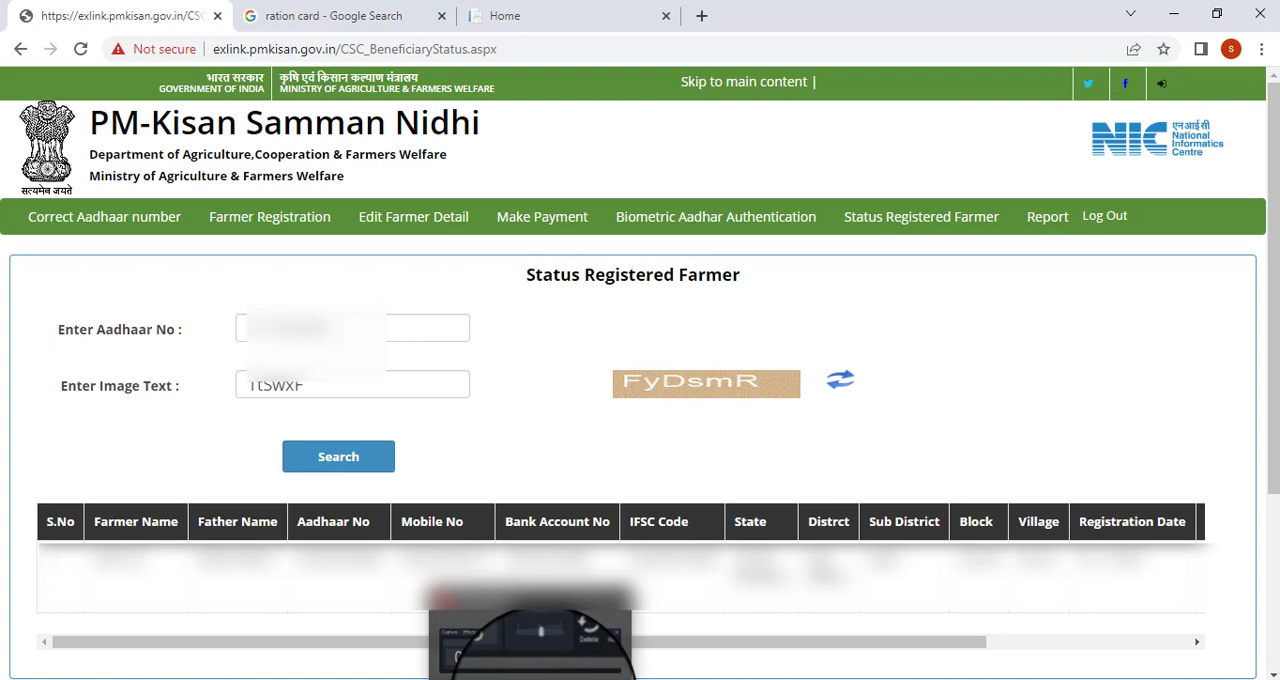 https://exlink.pmkisan.gov.in/CSC
ration card - Google Search
Home
Not secure
exlink.pmkisan.gov.in/CSC_BeneficiaryStatus.aspx
S
भारत सरकार
GOVERNMENT OF INDIA
कृषि एवं किसान कल्याण मंत्रालय
MINISTRY OF AGRICULTURE & FARMERS WELFARE
Skip to main content |
सत्यमेव जयते
PM-Kisan Samman Nidhi
Department of Agriculture,Cooperation & Farmers Welfare
Ministry of Agriculture & Farmers Welfare
NIC
एन आई सी
National
Informatics
Centre
Correct Aadhaar number Farmer Registration Edit Farmer Detail Make Payment Biometric Aadhar Authentication Status Registered Farmer Report Log Out
Status Registered Farmer
Enter Aadhaar No :
Enter Image Text :
FyDsmR
Search
S.No Farmer Name Father Name Aadhaar No Mobile No Bank Account No IFSC Code State Distrct Sub District Block Village Registration Date
Delete